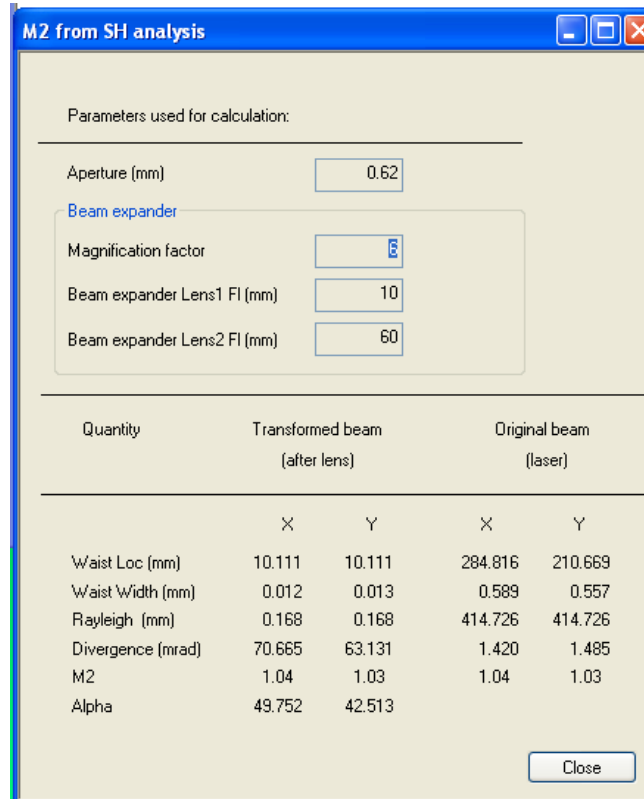 M2 from SH analysis
Parameters used for calculation:
Aperture (mm) 0.62
Beam expander
Magnification factor 6
Beam expander Lens1 Fl (mm) 10
Beam expander Lens2 Fl (mm) 60
Quantity Transformed beam Original beam
(after lens) (laser)
X Y X Y
Waist Loc (mm) 10.111 10.111 284.816 210.669
Waist Width (mm) 0.012 0.013 0.589 0.557
Rayleigh (mm) 0.168 0.168 414.726 414.726
Divergence (mrad) 70.665 63.131 1.420 1.485
M2 1.04 1.03 1.04 1.03
Alpha 49.752 42.513
Close